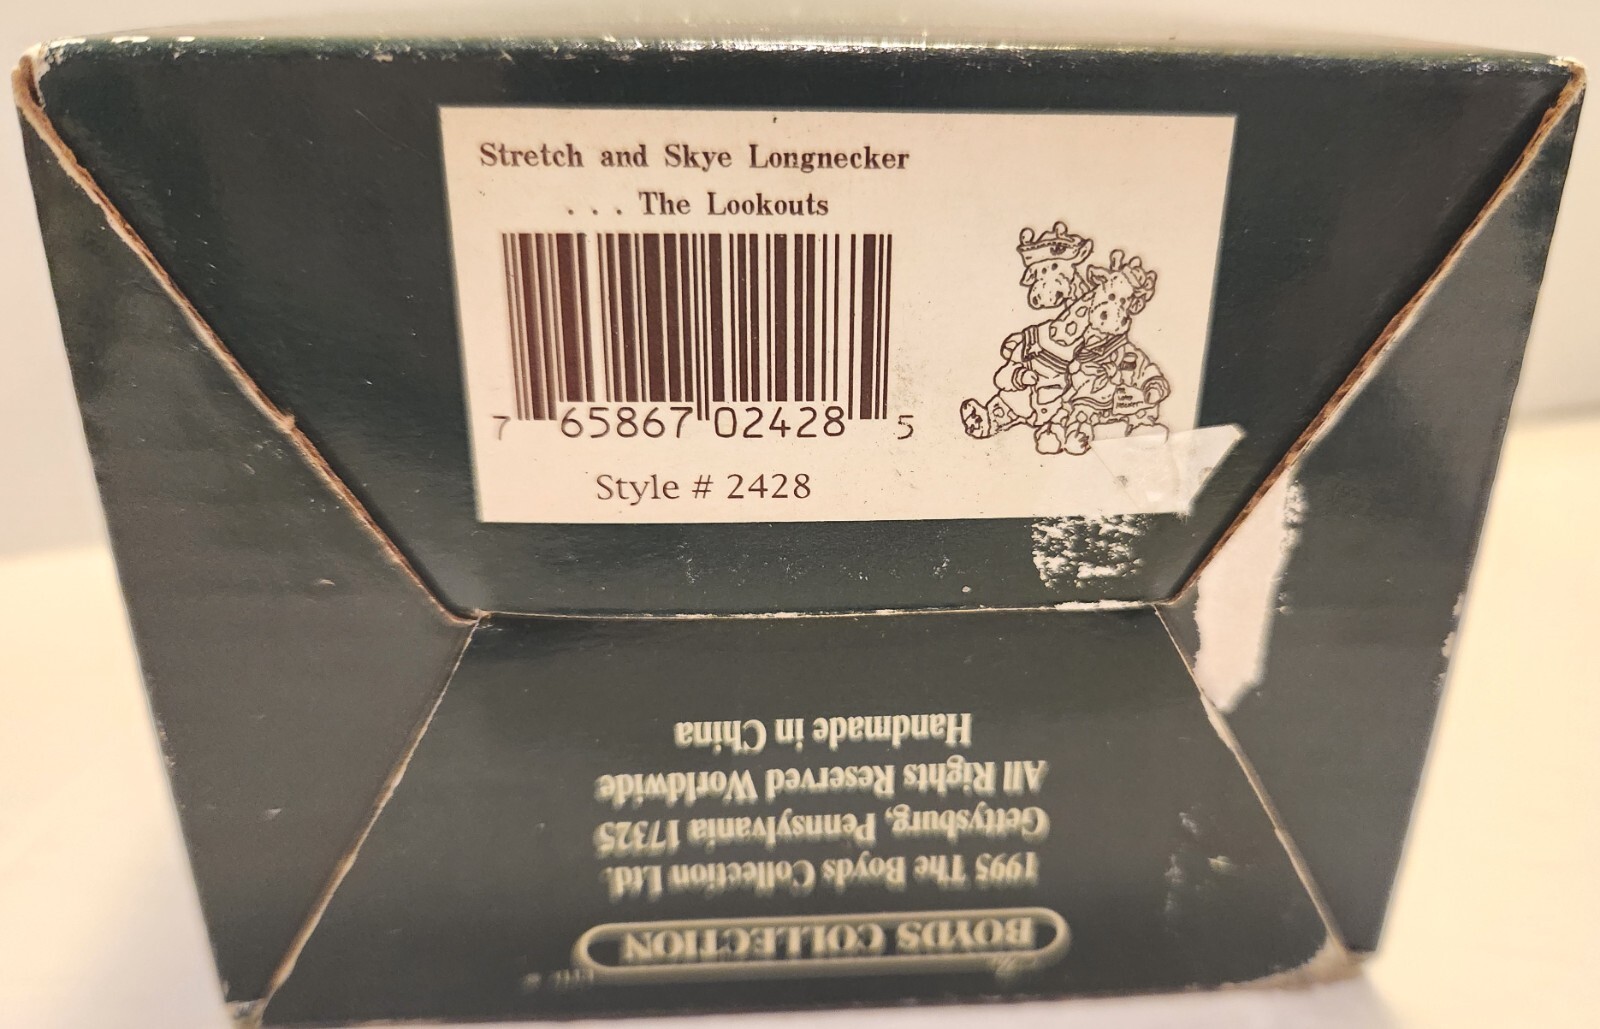 Stretch and Skye Longnecker
. . . The Lookouts
7 65867 02428 5
Style # 2428
BOYDS COLLECTION
1995 The Boyds Collection Ltd.
Gettysburg, Pennsylvania 17325
All Rights Reserved Worldwide
Handmade in China